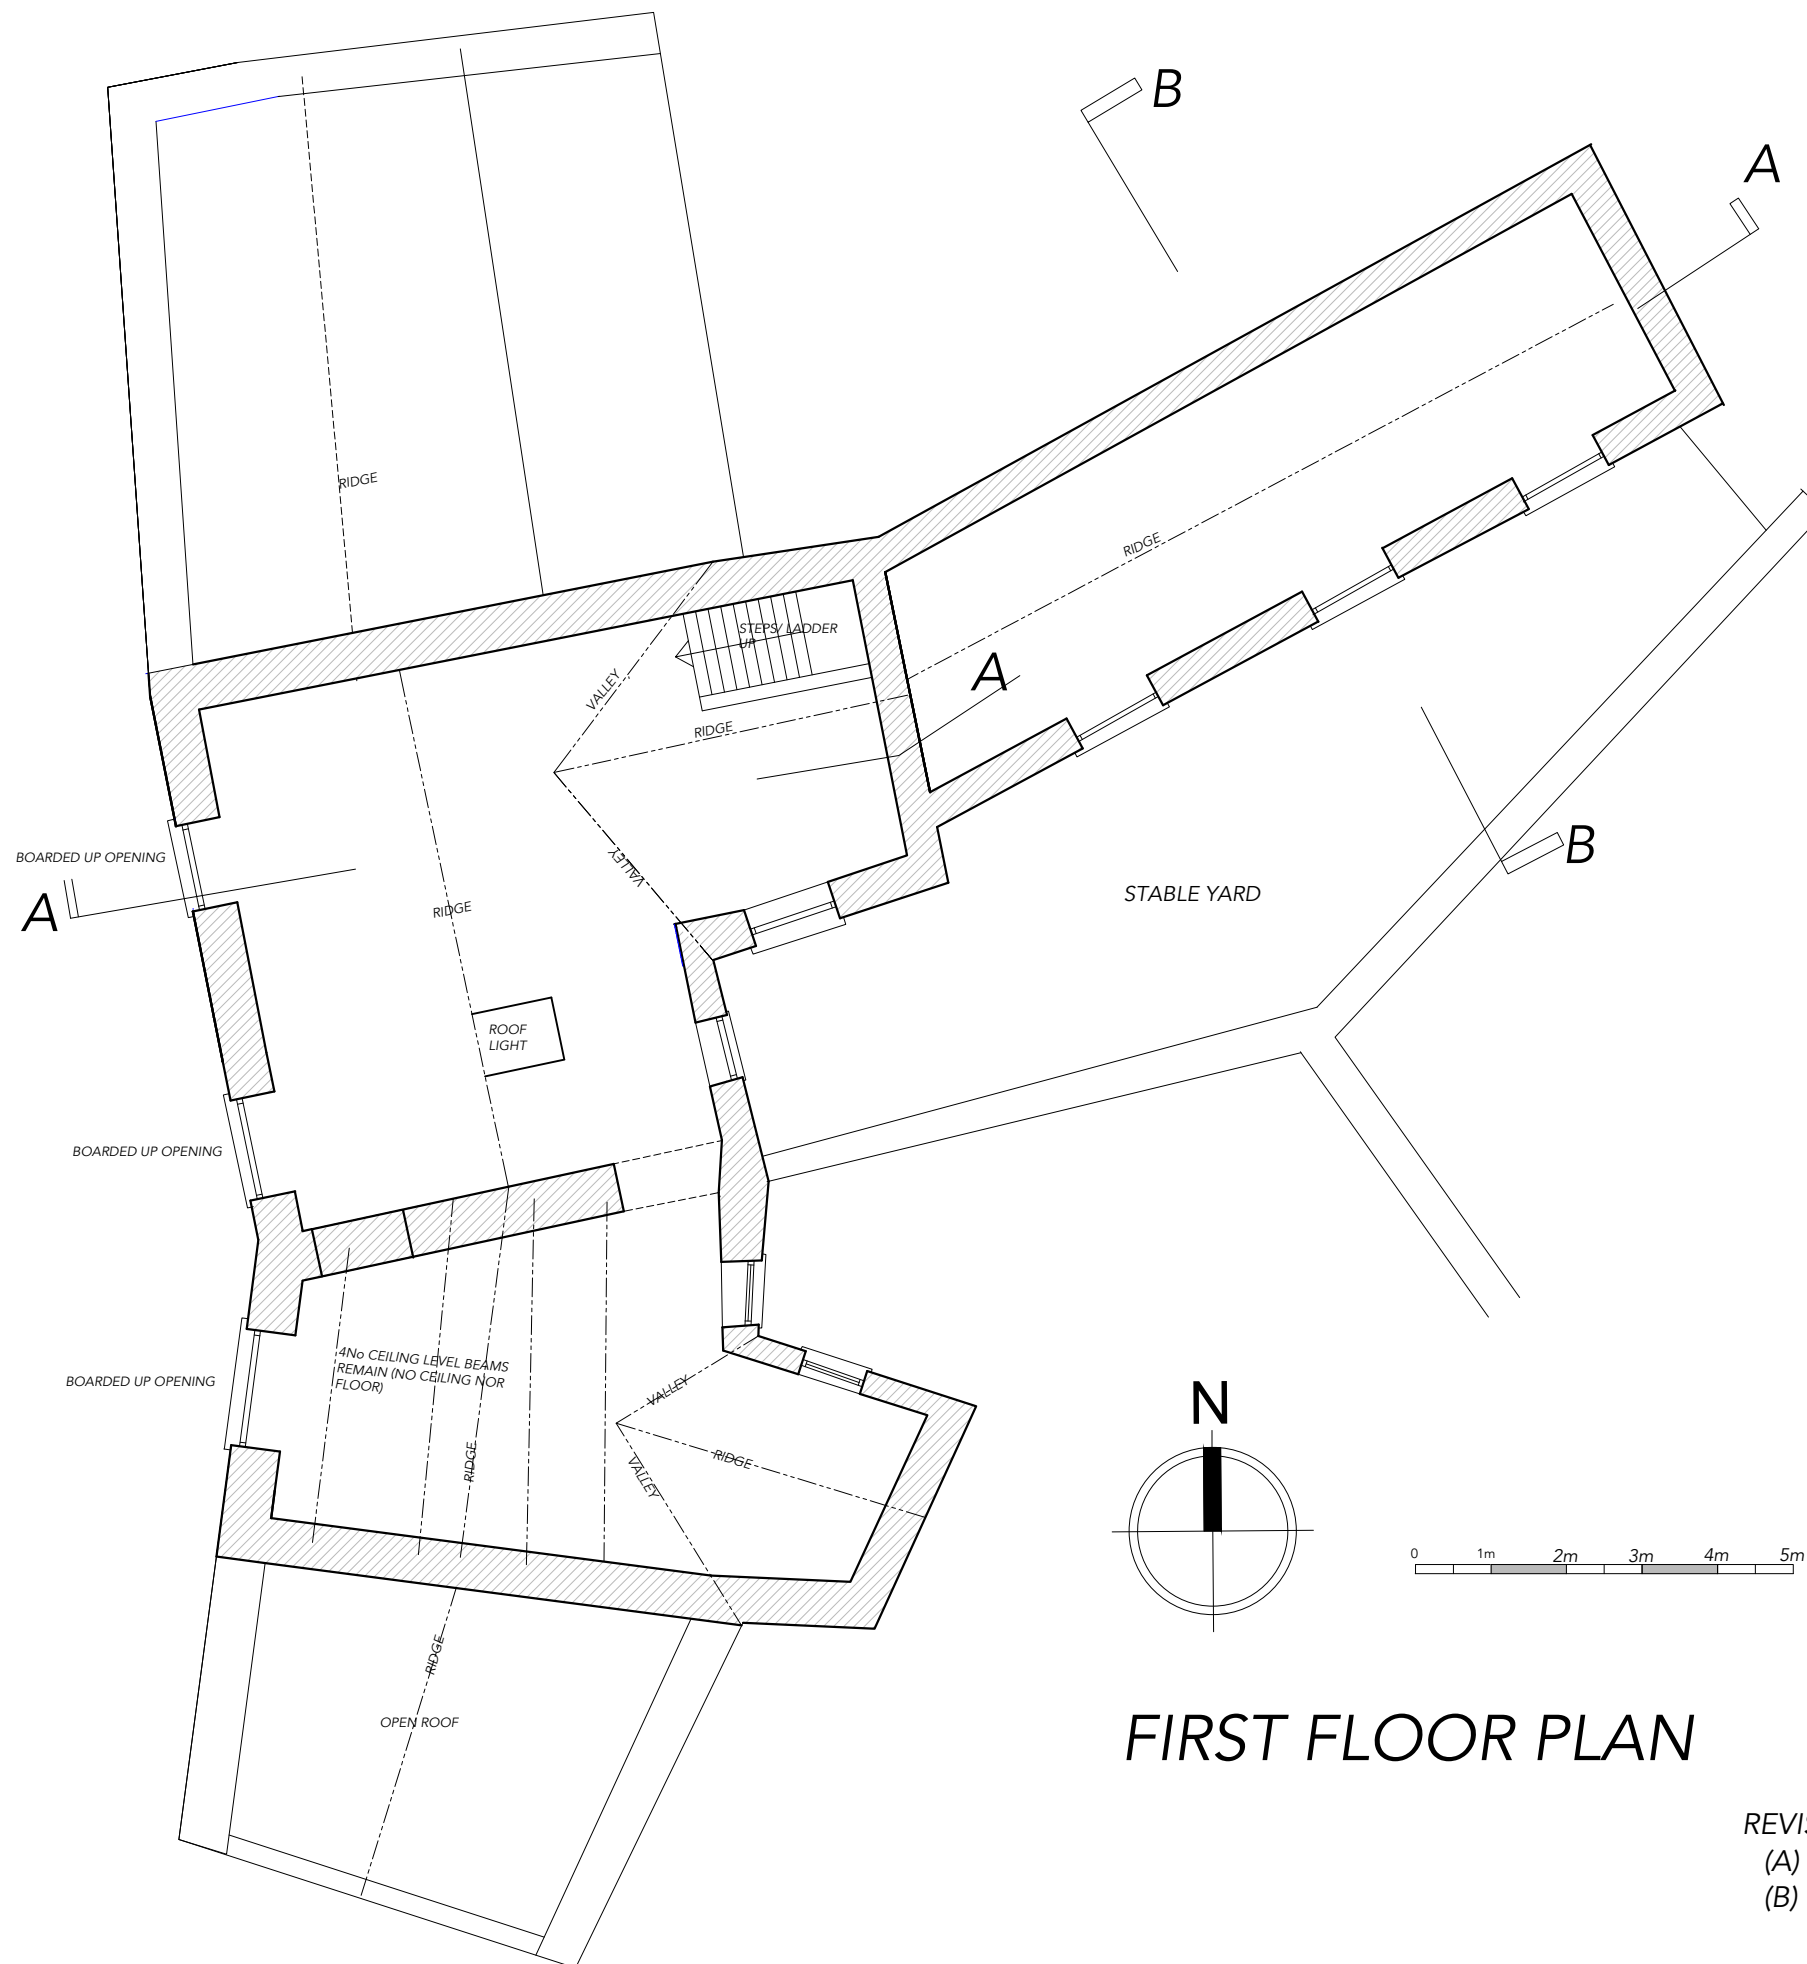 B
A
RIDGE
RIDGE
STEPS/ LADDER
UP
A
VALLEY
RIDGE
BOARDED UP OPENING
VALLEY
B
A
RIDGE
STABLE YARD
ROOF
LIGHT
BOARDED UP OPENING
4No CEILING LEVEL BEAMS
REMAIN (NO CEILING NOR
FLOOR)
BOARDED UP OPENING
VALLEY
N
RIDGE
RIDGE
VALLEY
0 1m 2m 3m 4m 5m
RIDGE
OPEN ROOF
FIRST FLOOR PLAN
REVIS
(A)
(B)